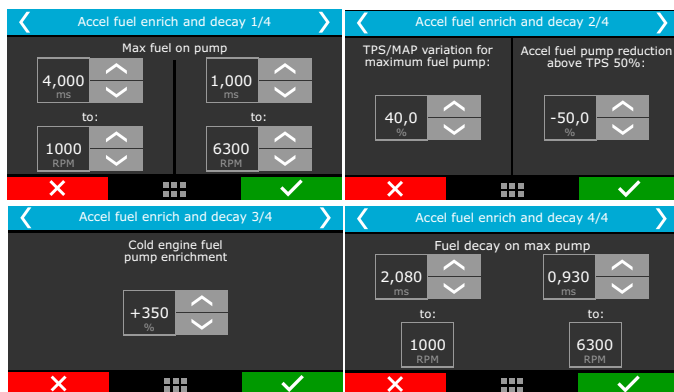 Accel fuel enrich and decay 1/4
Max fuel on pump
4,000
ms
1,000
ms
to:
to:
1000
RPM
6300
RPM
Accel fuel enrich and decay 2/4
TPS/MAP variation for
maximum fuel pump:
Accel fuel pump reduction
above TPS 50%:
40,0
%
-50,0
%
Accel fuel enrich and decay 3/4
Cold engine fuel
pump enrichment
+350
%
Accel fuel enrich and decay 4/4
Fuel decay on max pump
2,080
ms
0,930
ms
to:
to:
1000
RPM
6300
RPM